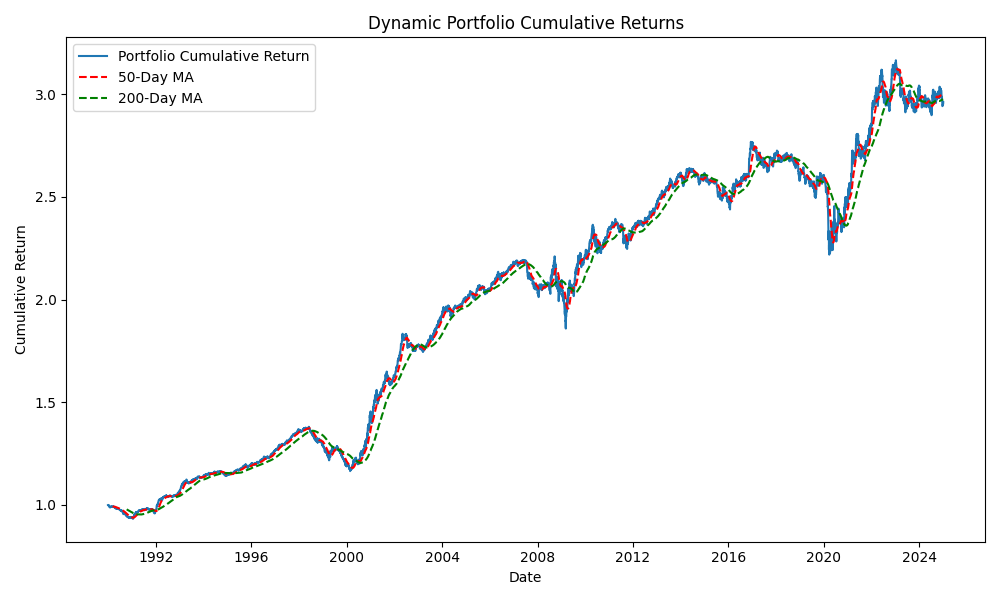 Dynamic Portfolio Cumulative Returns
Portfolio Cumulative Return
50-Day MA
200-Day MA
Cumulative Return
3.0
2.5
2.0
1.5
1.0
1992 1996 2000 2004 2008 2012 2016 2020 2024
Date